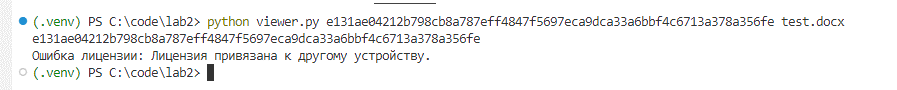 (.venv) PS C:\code\lab2> python viewer.py e131ae04212b798cb8a787eff4847f5697eca9dca33a6bbf4c6713a378a356fe test.docx
e131ae04212b798cb8a787eff4847f5697eca9dca33a6bbf4c6713a378a356fe
Ошибка лицензии: Лицензия привязана к другому устройству.
(.venv) PS C:\code\lab2>